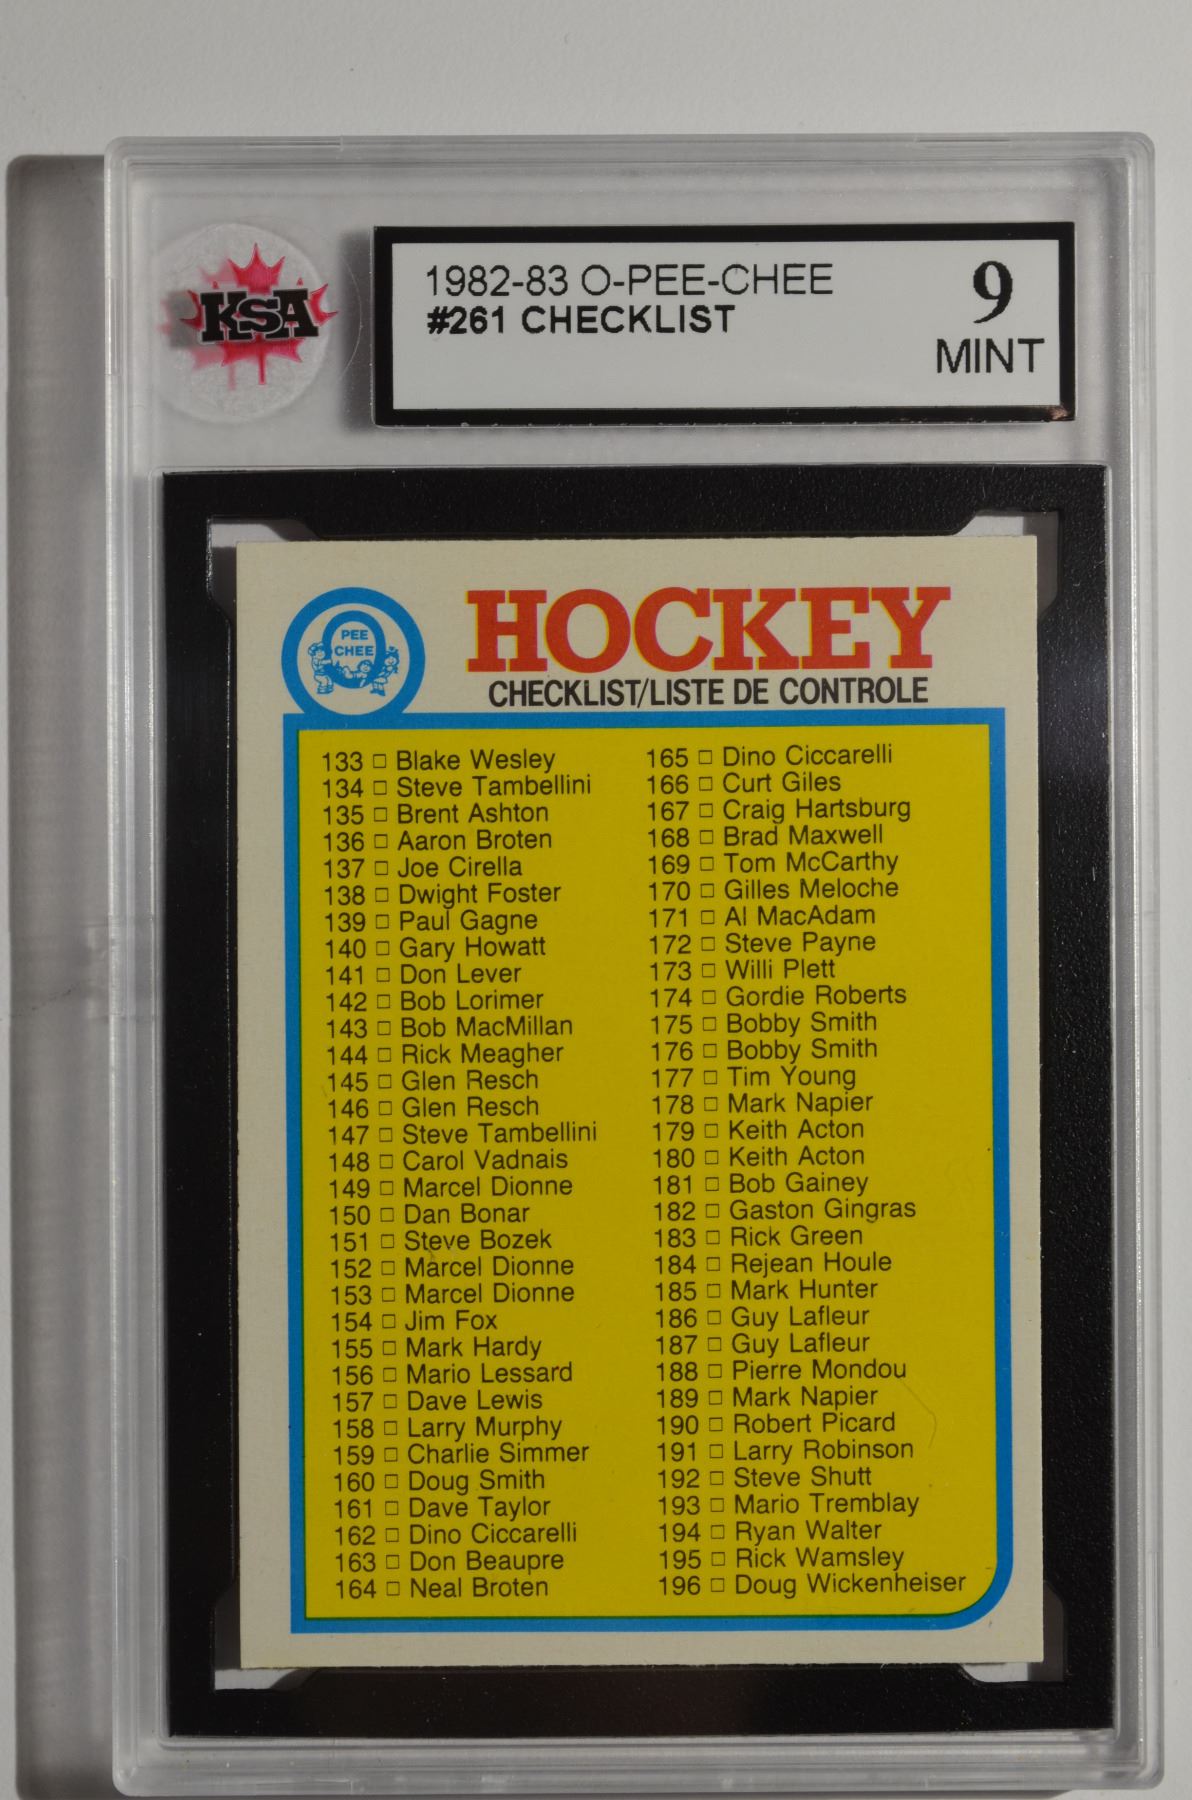 KSA
1982-83 O-PEE-CHEE
#261 CHECKLIST
9
MINT
PEE
CHEE
HOCKEY
CHECKLIST/LISTE DE CONTROLE
133 □ Blake Wesley
134 □ Steve Tambellini
135 □ Brent Ashton
136 □ Aaron Broten
137 □ Joe Cirella
138 □ Dwight Foster
139 □ Paul Gagne
140 □ Gary Howatt
141 □ Don Lever
142 □ Bob Lorimer
143 □ Bob MacMillan
144 □ Rick Meagher
145 □ Glen Resch
146 □ Glen Resch
147 □ Steve Tambellini
148 □ Carol Vadnais
149 □ Marcel Dionne
150 □ Dan Bonar
151 □ Steve Bozek
152 □ Marcel Dionne
153 □ Marcel Dionne
154 □ Jim Fox
155 □ Mark Hardy
156 □ Mario Lessard
157 □ Dave Lewis
158 □ Larry Murphy
159 □ Charlie Simmer
160 □ Doug Smith
161 □ Dave Taylor
162 □ Dino Ciccarelli
163 □ Don Beaupre
164 □ Neal Broten
165 □ Dino Ciccarelli
166 □ Curt Giles
167 □ Craig Hartsburg
168 □ Brad Maxwell
169 □ Tom McCarthy
170 □ Gilles Meloche
171 □ Al MacAdam
172 □ Steve Payne
173 □ Willi Plett
174 □ Gordie Roberts
175 □ Bobby Smith
176 □ Bobby Smith
177 □ Tim Young
178 □ Mark Napier
179 □ Keith Acton
180 □ Keith Acton
181 □ Bob Gainey
182 □ Gaston Gingras
183 □ Rick Green
184 □ Rejean Houle
185 □ Mark Hunter
186 □ Guy Lafleur
187 □ Guy Lafleur
188 □ Pierre Mondou
189 □ Mark Napier
190 □ Robert Picard
191 □ Larry Robinson
192 □ Steve Shutt
193 □ Mario Tremblay
194 □ Ryan Walter
195 □ Rick Wamsley
196 □ Doug Wickenheiser